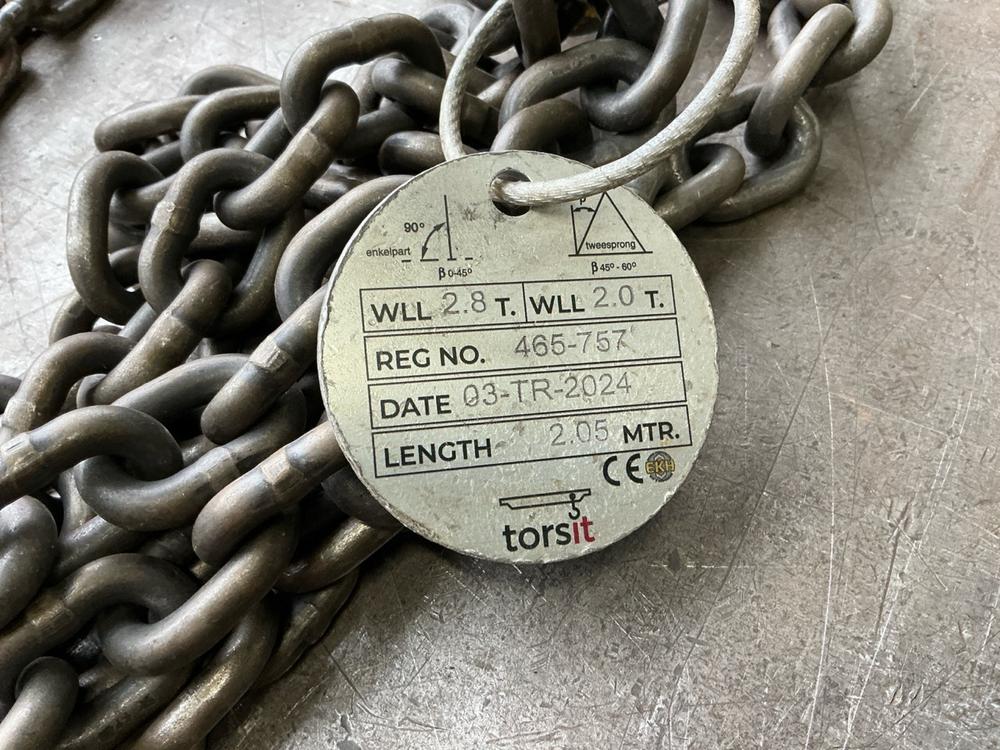 90°
enkelpart
β 0-45°
β
tweesprong
β 45° - 60°
WLL 2.8 T. WLL 2.0 T.
REG NO. 465-757
DATE 03-TR-2024
LENGTH 2.05 MTR.
CE EKH
torsit